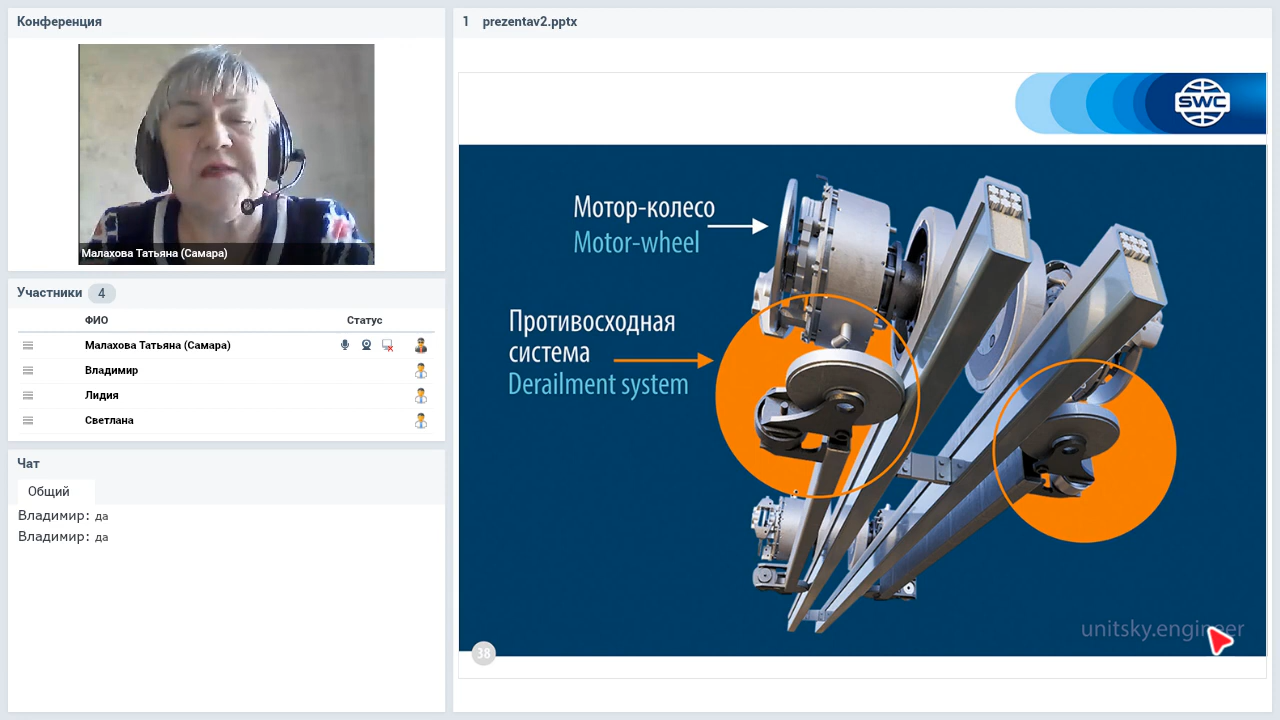 Конференция
Малахова Татьяна (Самара)
Участники 4
ФИО Статус
Малахова Татьяна (Самара)
Владимир
Лидия
Светлана
Чат
Общий
Владимир: да
Владимир: да
1 prezentav2.pptx
SWC
Мотор-колесо
Motor-wheel
Противосходная
система
Derailment system
unitsky.engineer
38